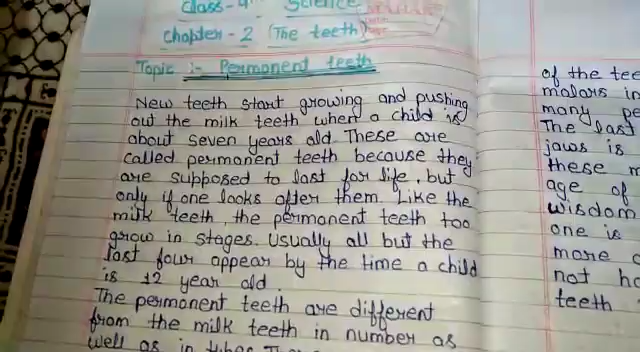 Class-4th Science
Chapter-2 (The teeth)
Topic :- Permanent teeth
New teeth start growing and pushing
out the milk teeth when a child is
about seven years old. These are
called permanent teeth because they
are supposed to last for life, but
only if one looks after them. Like the
milk teeth, the permanent teeth too
grow in stages. Usually all but the
last four appear by the time a child
is 12 year old.
The permanent teeth are different
from the milk teeth in number as
well as in
of the tee
molars in
many pe
The last
jaws is
these m
age of
wisdom
one is
more
not ha
teeth